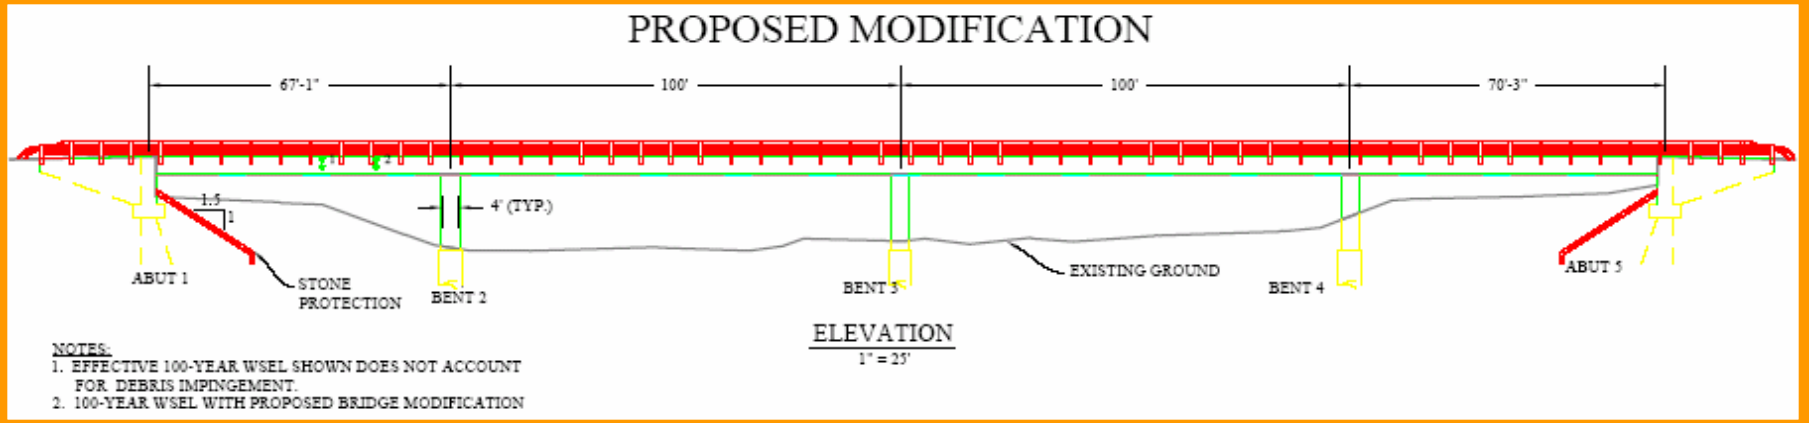 PROPOSED MODIFICATION
67'-1" 100' 100' 70'-3"
1 2
1.5
1
4' (TYP.)
ABUT 1
STONE
PROTECTION
BENT 2
BENT 3
EXISTING GROUND
BENT 4
ABUT 5
ELEVATION
1" = 25'
NOTES:
1. EFFECTIVE 100-YEAR WSEL SHOWN DOES NOT ACCOUNT
FOR DEBRIS IMPINGEMENT.
2. 100-YEAR WSEL WITH PROPOSED BRIDGE MODIFICATION